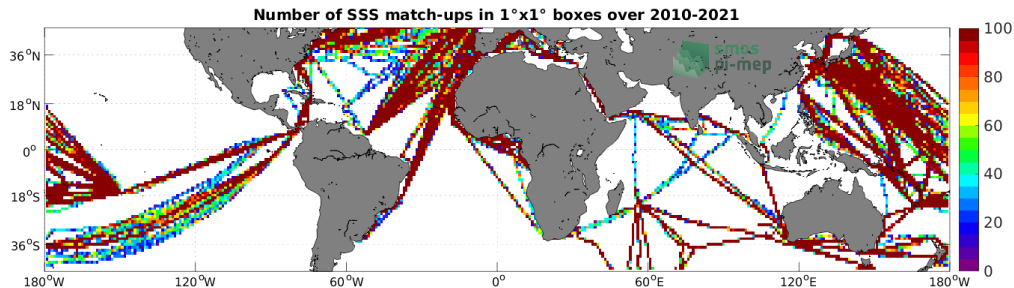 Number of SSS match-ups in 1°x1° boxes over 2010-2021
smos
pi-mep
36°N
18°N
0°
18°S
36°S
180°W
120°W
60°W
0°
60°E
120°E
180°W
100
80
60
40
20
0